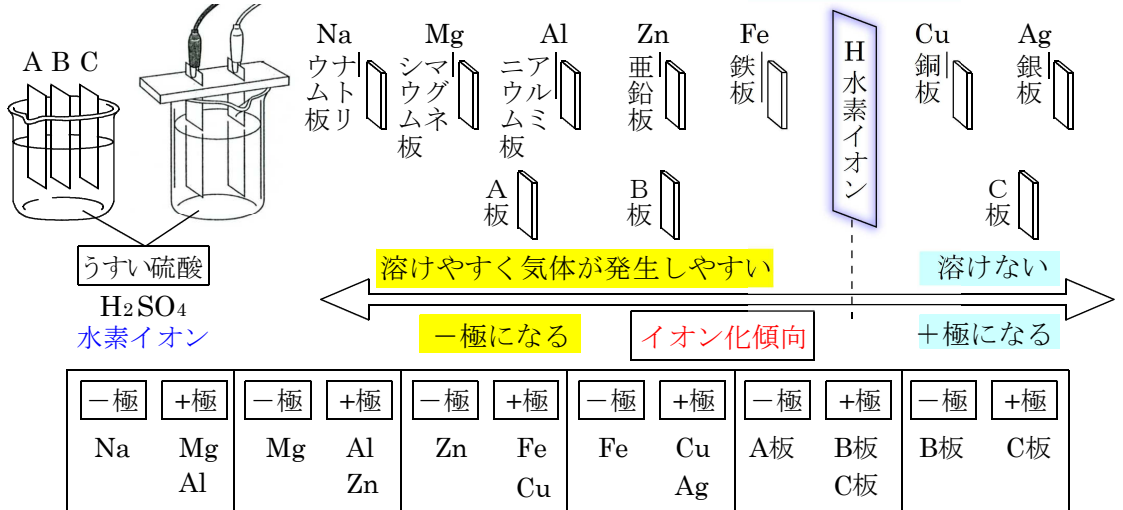 A B C
Na
ナトリウム板
Mg
マグネシウム板
Al
アルミニウム板
Zn
亜鉛板
Fe
鉄板
H 水素イオン
Cu
銅板
Ag
銀板
A板
B板
C板
うすい硫酸
H2SO4
水素イオン
溶けやすく気体が発生しやすい
溶けない
−極になる
イオン化傾向
+極になる
−極 +極 −極 +極 −極 +極 −極 +極 −極 +極 −極 +極
Na Mg Mg Al Zn Fe Fe Cu A板 B板 B板 C板
Al Zn Cu Ag C板